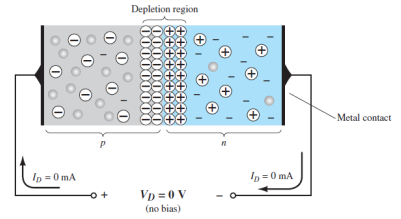 Depletion region
Metal contact
p
n
I_D = 0 mA
V_D = 0 V
(no bias)
I_D = 0 mA
+
−